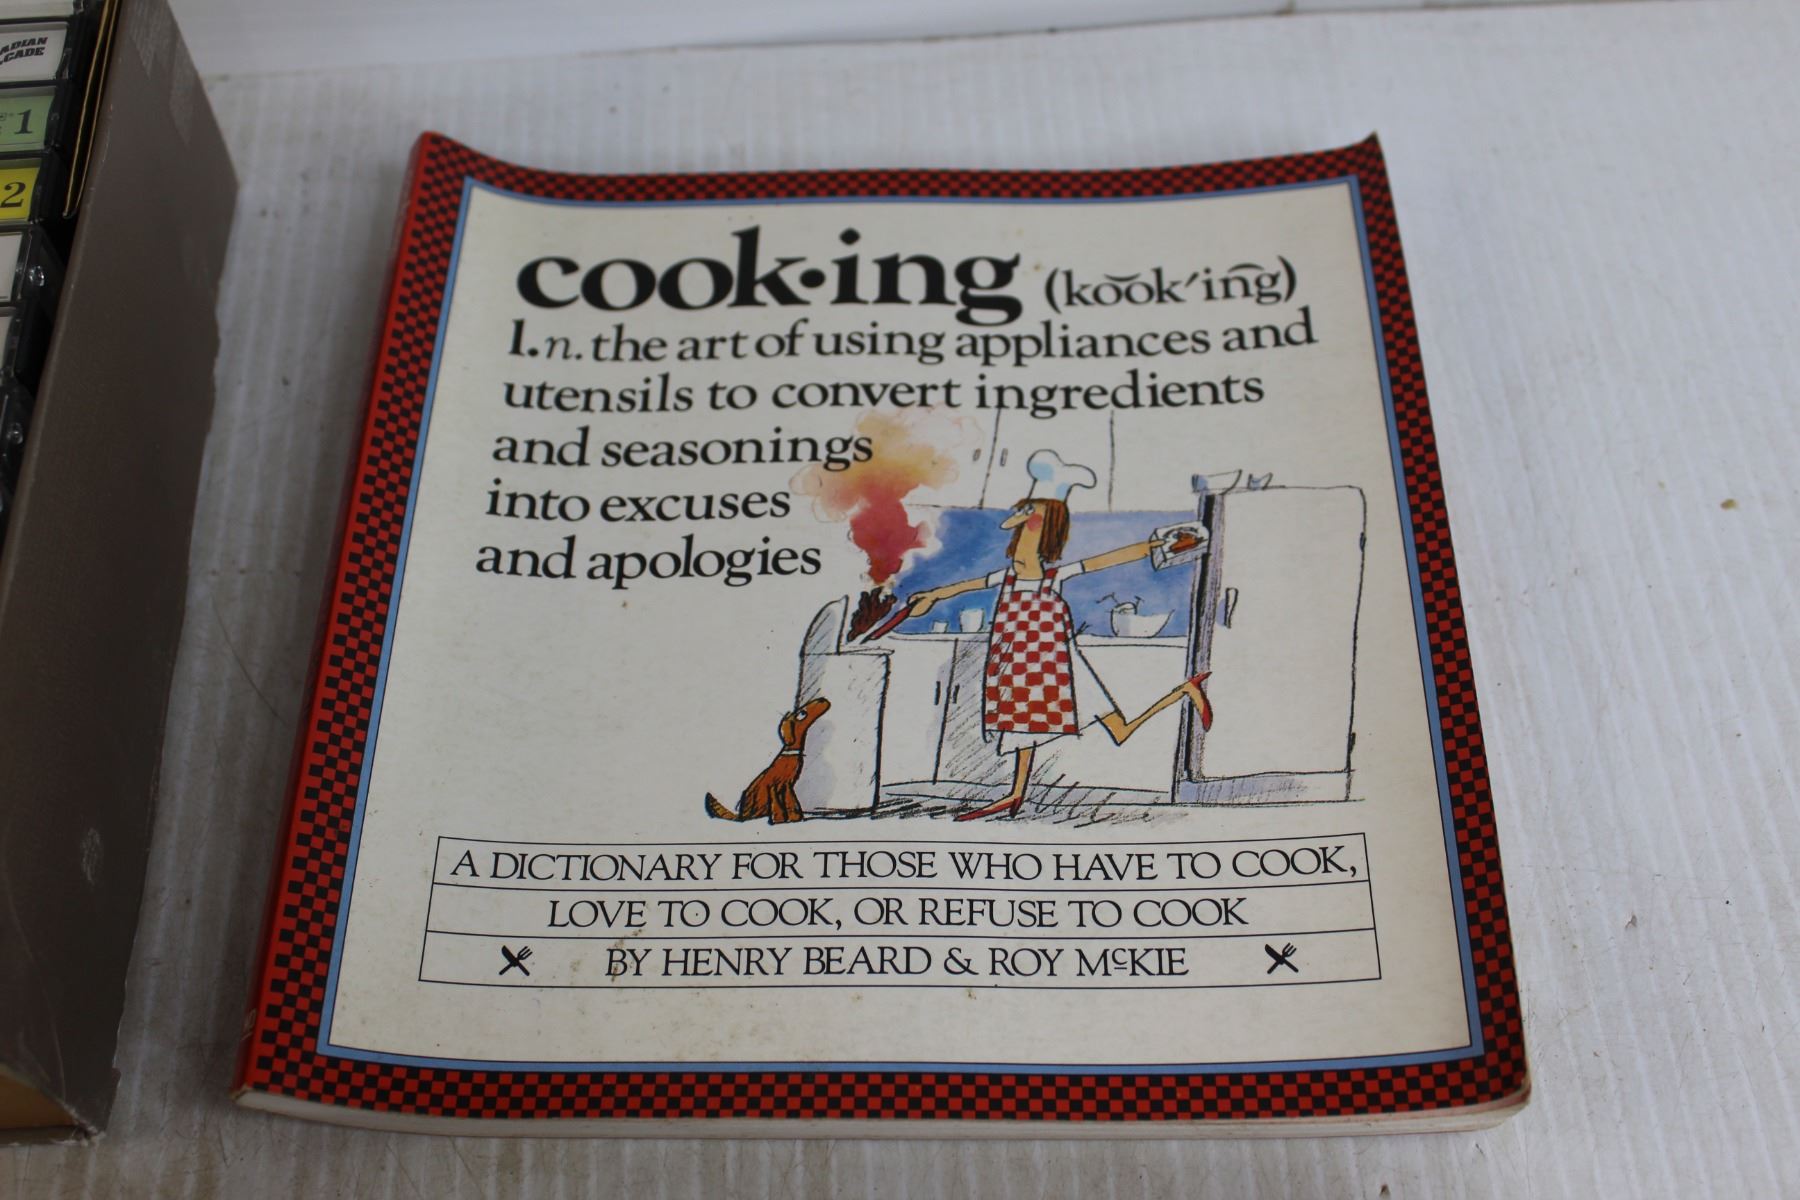 cook·ing (ko͝ok′ing)
1. n. the art of using appliances and
utensils to convert ingredients
and seasonings
into excuses
and apologies
A DICTIONARY FOR THOSE WHO HAVE TO COOK,
LOVE TO COOK, OR REFUSE TO COOK
BY HENRY BEARD & ROY McKIE
1
2